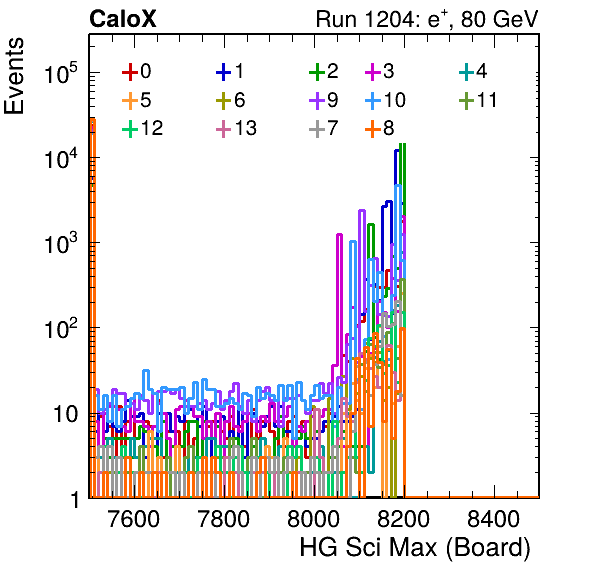 CaloX Run 1204: e⁺, 80 GeV
Events
0 1 2 3 4
5 6 9 10 11
12 13 7 8
10⁵
10⁴
10³
10²
10
1
7600 7800 8000 8200 8400
HG Sci Max (Board)